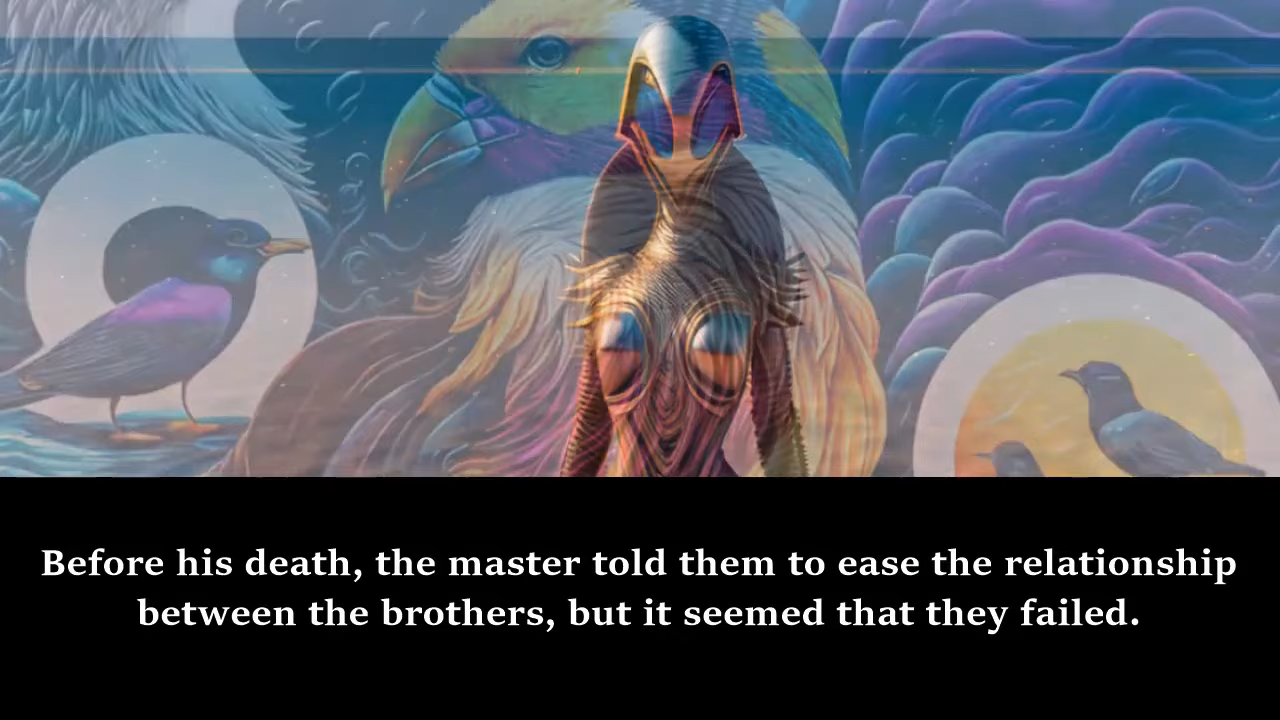 Before his death, the master told them to ease the relationship
between the brothers, but it seemed that they failed.